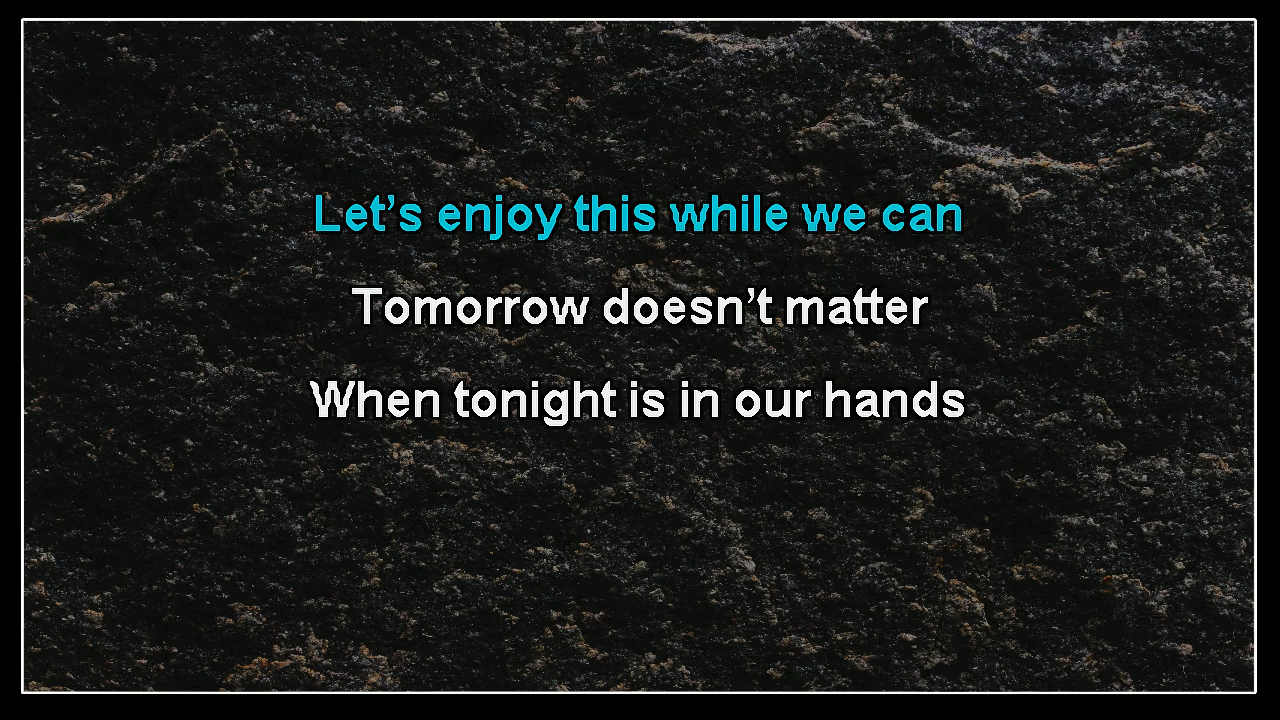 Let’s enjoy this while we can
Tomorrow doesn’t matter
When tonight is in our hands